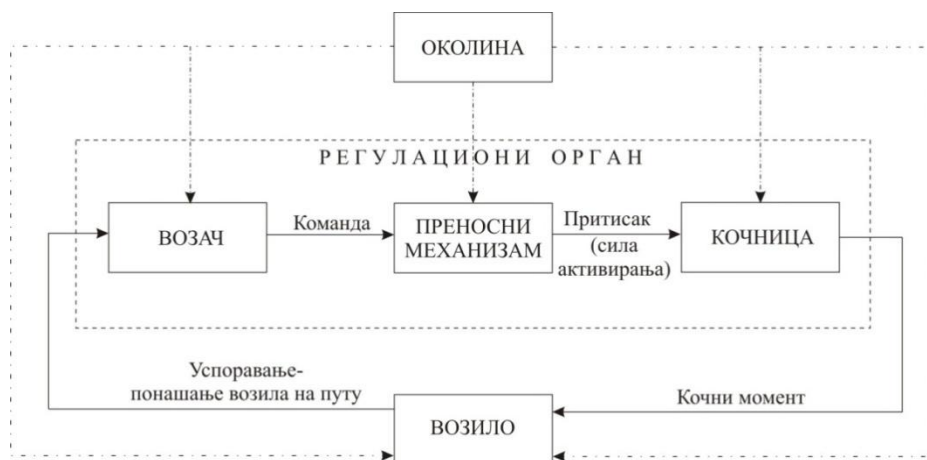 ОКОЛИНА
РЕГУЛАЦИОНИ ОРГАН
ВОЗАЧ
Команда
ПРЕНОСНИ
МЕХАНИЗАМ
Притисак
(сила
активирања)
КОЧНИЦА
Успоравање-
понашање возила на путу
ВОЗИЛО
Кочни момент